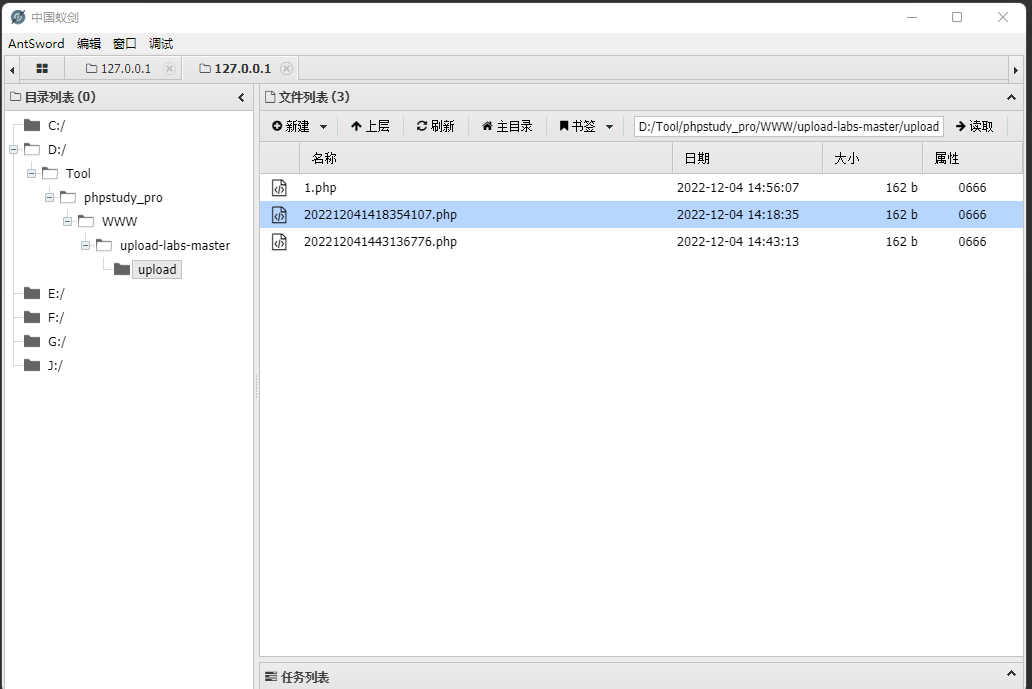 中国蚁剑
AntSword 编辑 窗口 调试
127.0.0.1 127.0.0.1
目录列表 (0)
C:/
D:/
Tool
phpstudy_pro
WWW
upload-labs-master
upload
E:/
F:/
G:/
J:/
文件列表 (3)
新建 上层 刷新 主目录 书签 D:/Tool/phpstudy_pro/WWW/upload-labs-master/upload 读取
名称 日期 大小 属性
1.php 2022-12-04 14:56:07 162 b 0666
202212041418354107.php 2022-12-04 14:18:35 162 b 0666
202212041443136776.php 2022-12-04 14:43:13 162 b 0666
任务列表